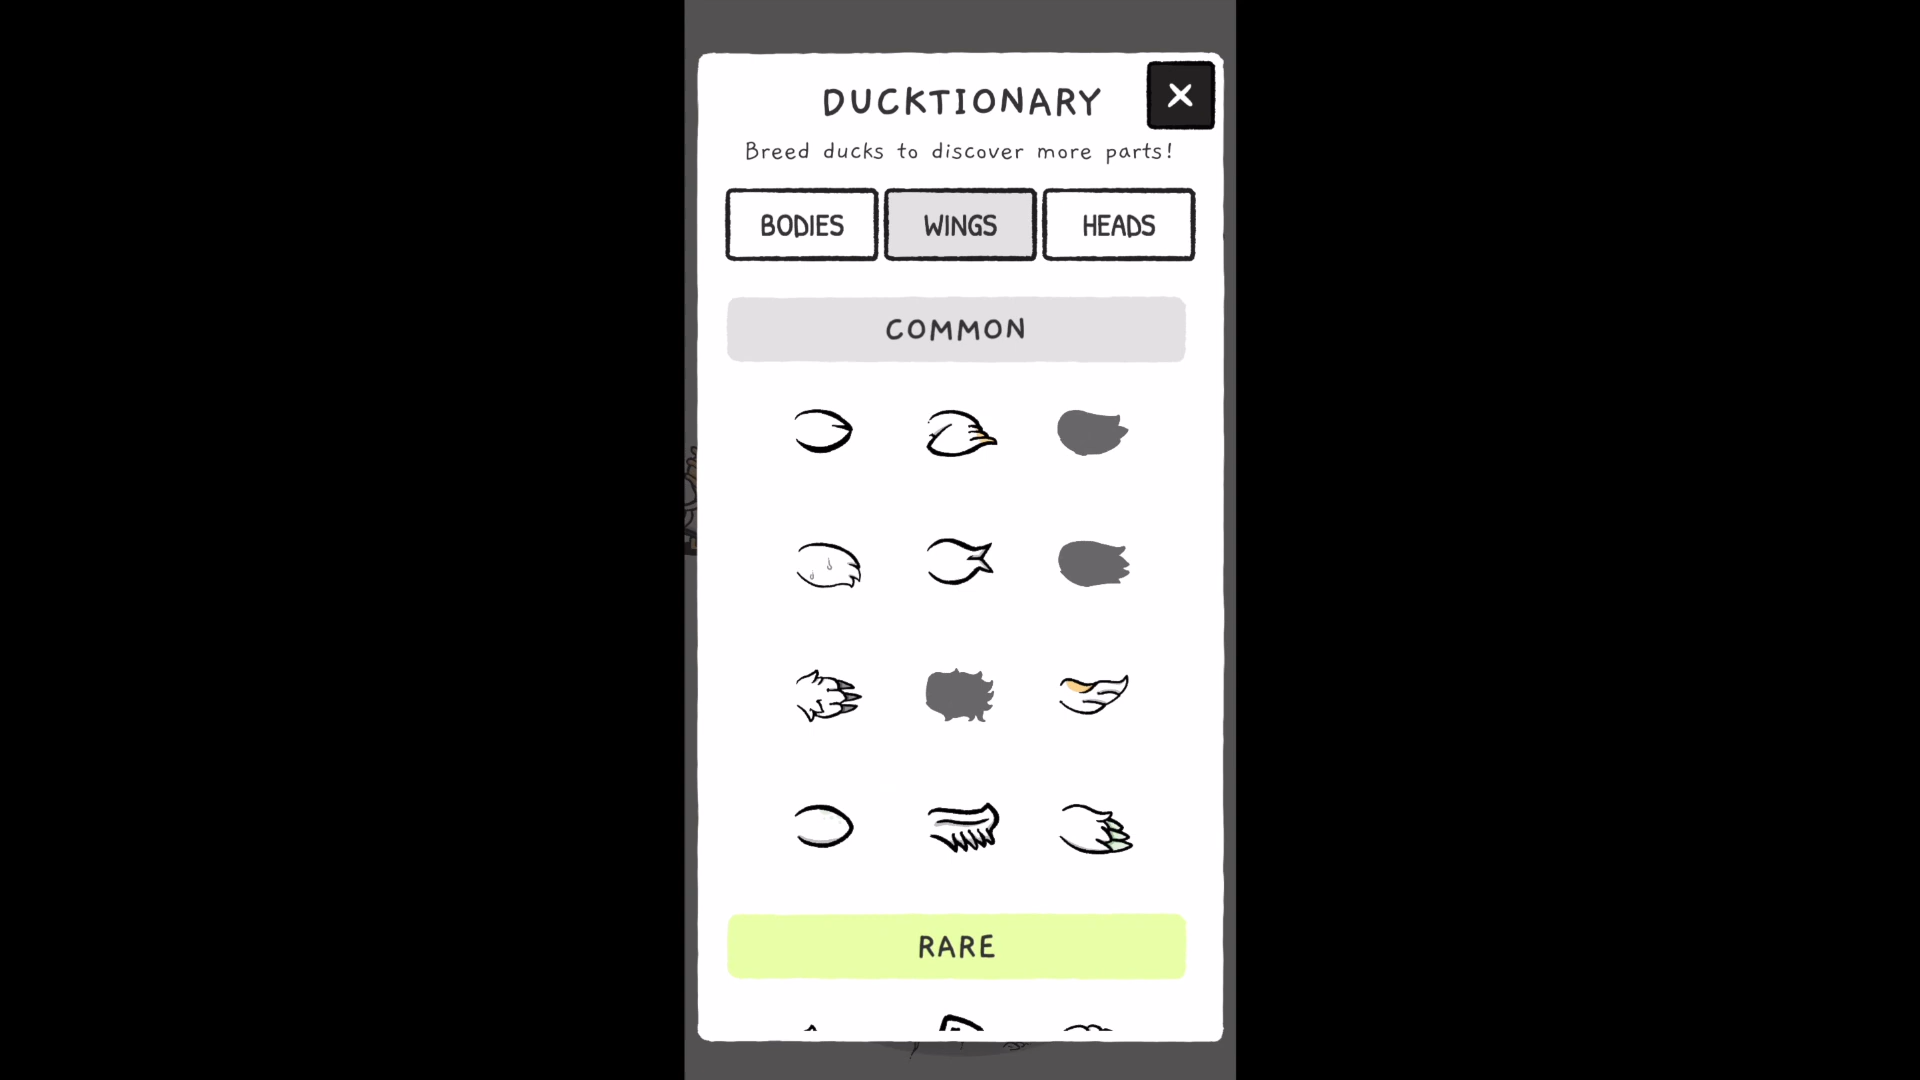 DUCKTIONARY
Breed ducks to discover more parts!
BODIES WINGS HEADS
COMMON
RARE